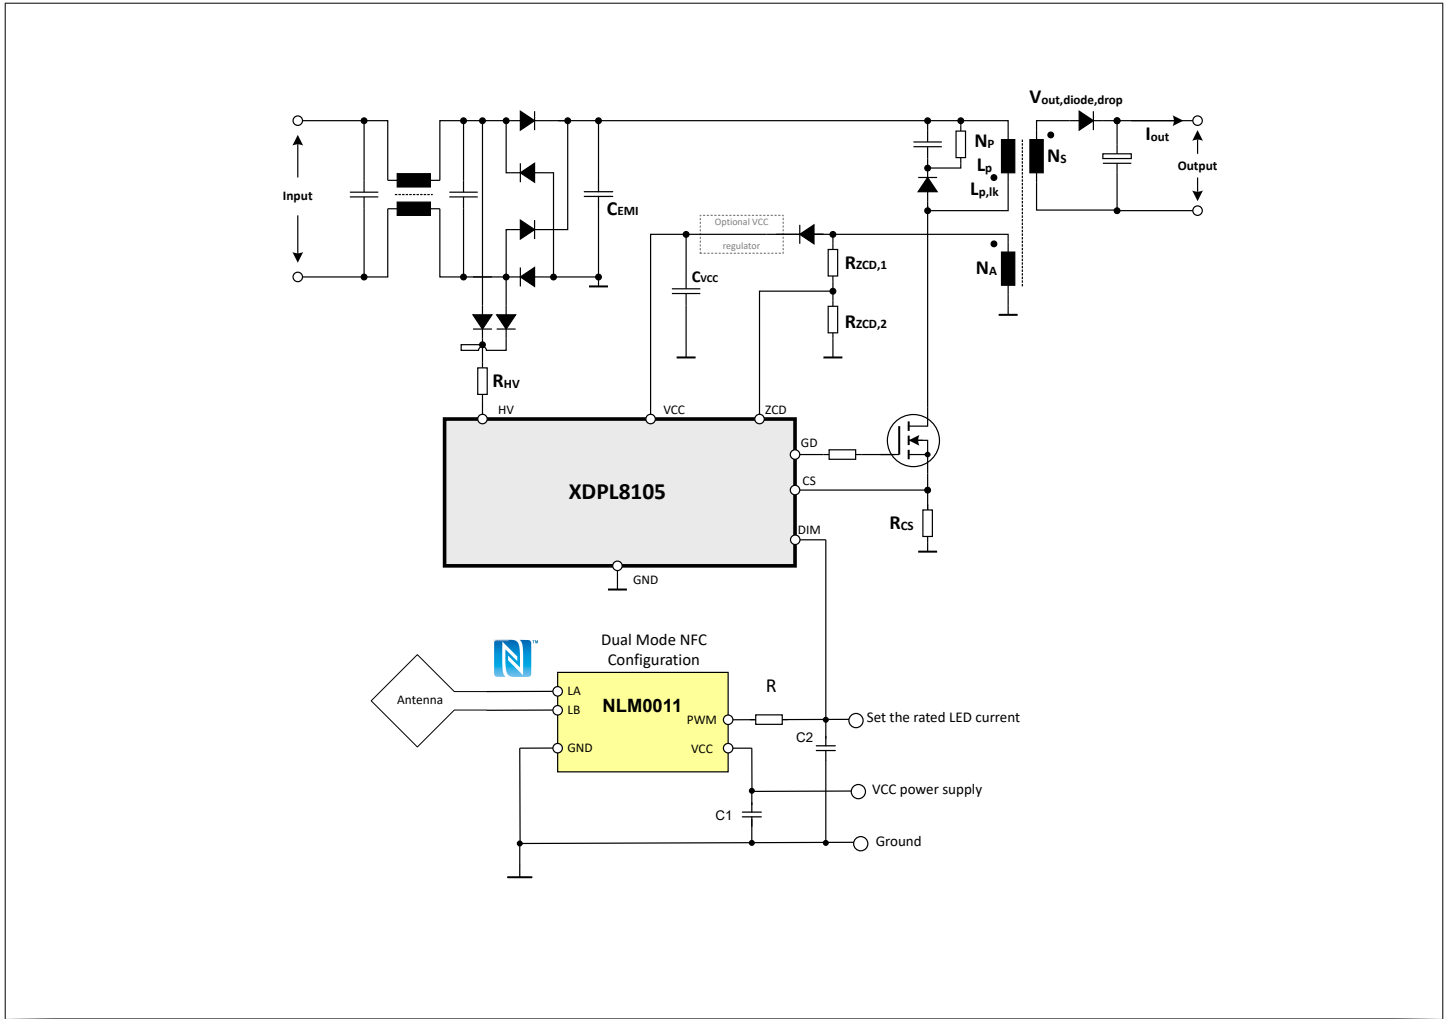 Vout,diode,drop
Iout
NP
Lp
Lp,lk
NS
Output
Input
CEMI
Optional VCC
regulator
RZCD,1
NA
CVCC
RZCD,2
RHV
HV
VCC
ZCD
GD
XDPL8105
CS
RCS
DIM
GND
Dual Mode NFC
Configuration
N™
Antenna
LA
LB
NLM0011
PWM
R
Set the rated LED current
C2
GND
VCC
VCC power supply
C1
Ground